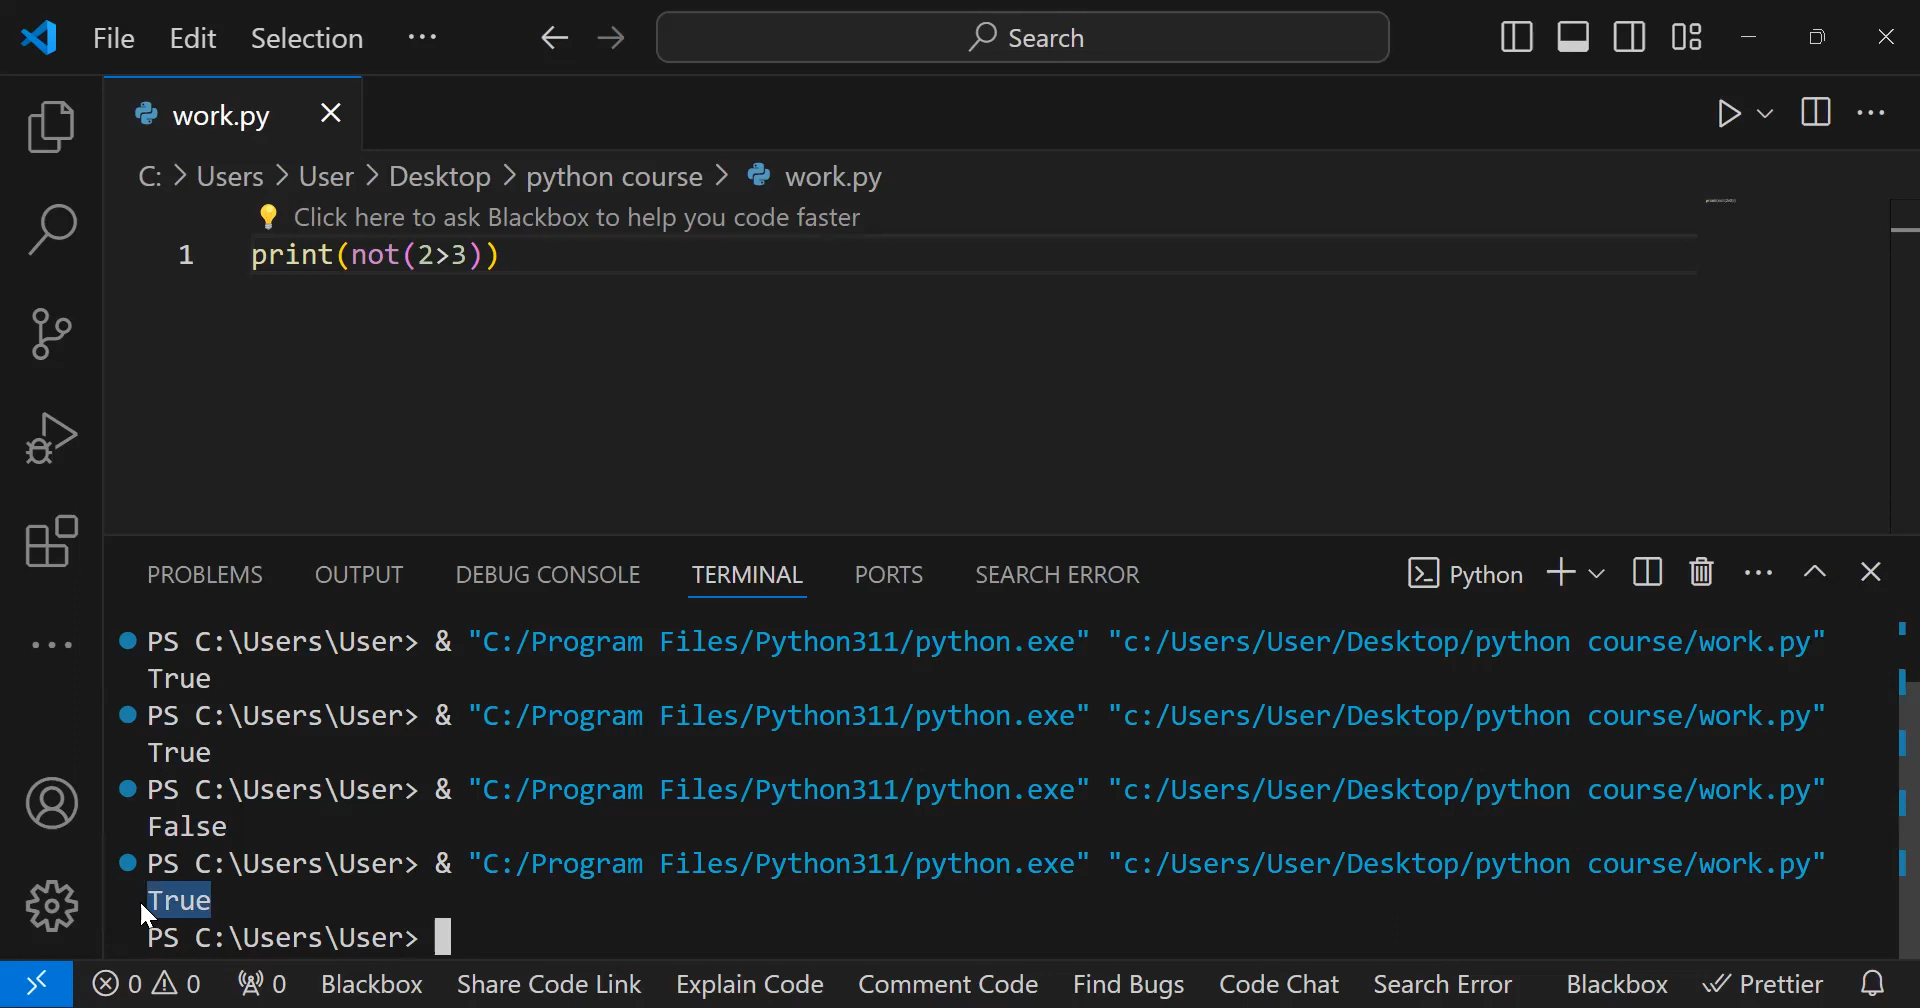 File Edit Selection ··· Search
work.py
C: > Users > User > Desktop > python course > work.py
Click here to ask Blackbox to help you code faster
1 print(not(2>3))
PROBLEMS OUTPUT DEBUG CONSOLE TERMINAL PORTS SEARCH ERROR Python
PS C:\Users\User> & "C:/Program Files/Python311/python.exe" "c:/Users/User/Desktop/python course/work.py"
True
PS C:\Users\User> & "C:/Program Files/Python311/python.exe" "c:/Users/User/Desktop/python course/work.py"
True
PS C:\Users\User> & "C:/Program Files/Python311/python.exe" "c:/Users/User/Desktop/python course/work.py"
False
PS C:\Users\User> & "C:/Program Files/Python311/python.exe" "c:/Users/User/Desktop/python course/work.py"
True
PS C:\Users\User>
0 0 0 Blackbox Share Code Link Explain Code Comment Code Find Bugs Code Chat Search Error Blackbox Prettier